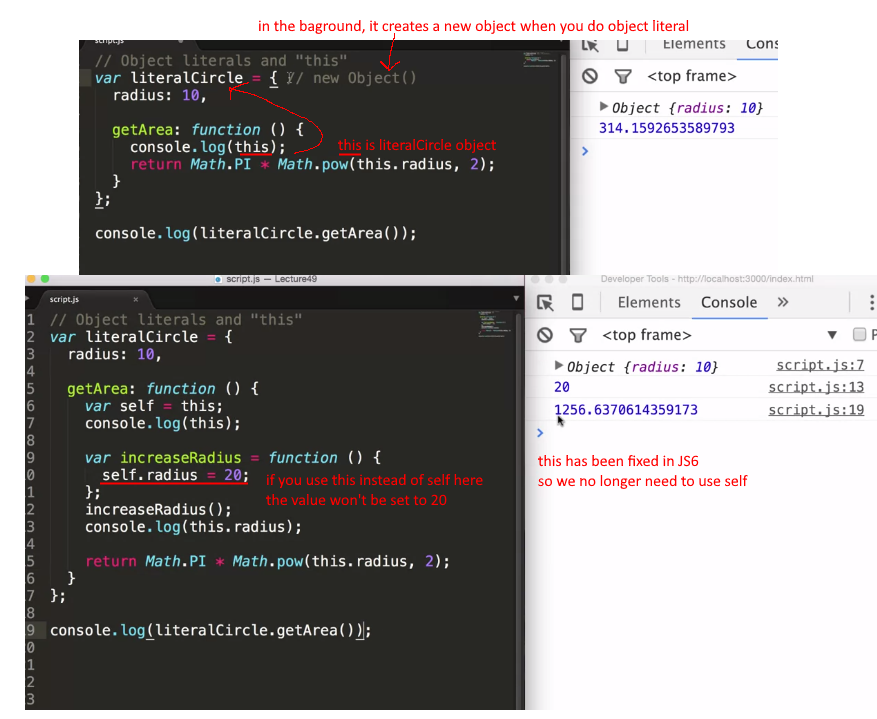 in the baground, it creates a new object when you do object literal
script.js
// Object literals and "this"
var literalCircle = { // new Object()
radius: 10,
getArea: function () {
console.log(this);
this is literalCircle object
return Math.PI * Math.pow(this.radius, 2);
}
};
console.log(literalCircle.getArea());
Elements Cons
<top frame>
Object {radius: 10}
314.1592653589793
script.js — Lecture49
script.js ×
1 // Object literals and "this"
2 var literalCircle = {
3 radius: 10,
4
5 getArea: function () {
6 var self = this;
7 console.log(this);
8
9 var increaseRadius = function () {
0 self.radius = 20;
1 };
2 increaseRadius();
3 console.log(this.radius);
4
5 return Math.PI * Math.pow(this.radius, 2);
6 }
7 };
8
9 console.log(literalCircle.getArea());
0
1
2
3
if you use this instead of self here
the value won't be set to 20
Developer Tools - http://localhost:3000/index.html
Elements Console »
<top frame> P
Object {radius: 10} script.js:7
20 script.js:13
1256.6370614359173 script.js:19
this has been fixed in JS6
so we no longer need to use self